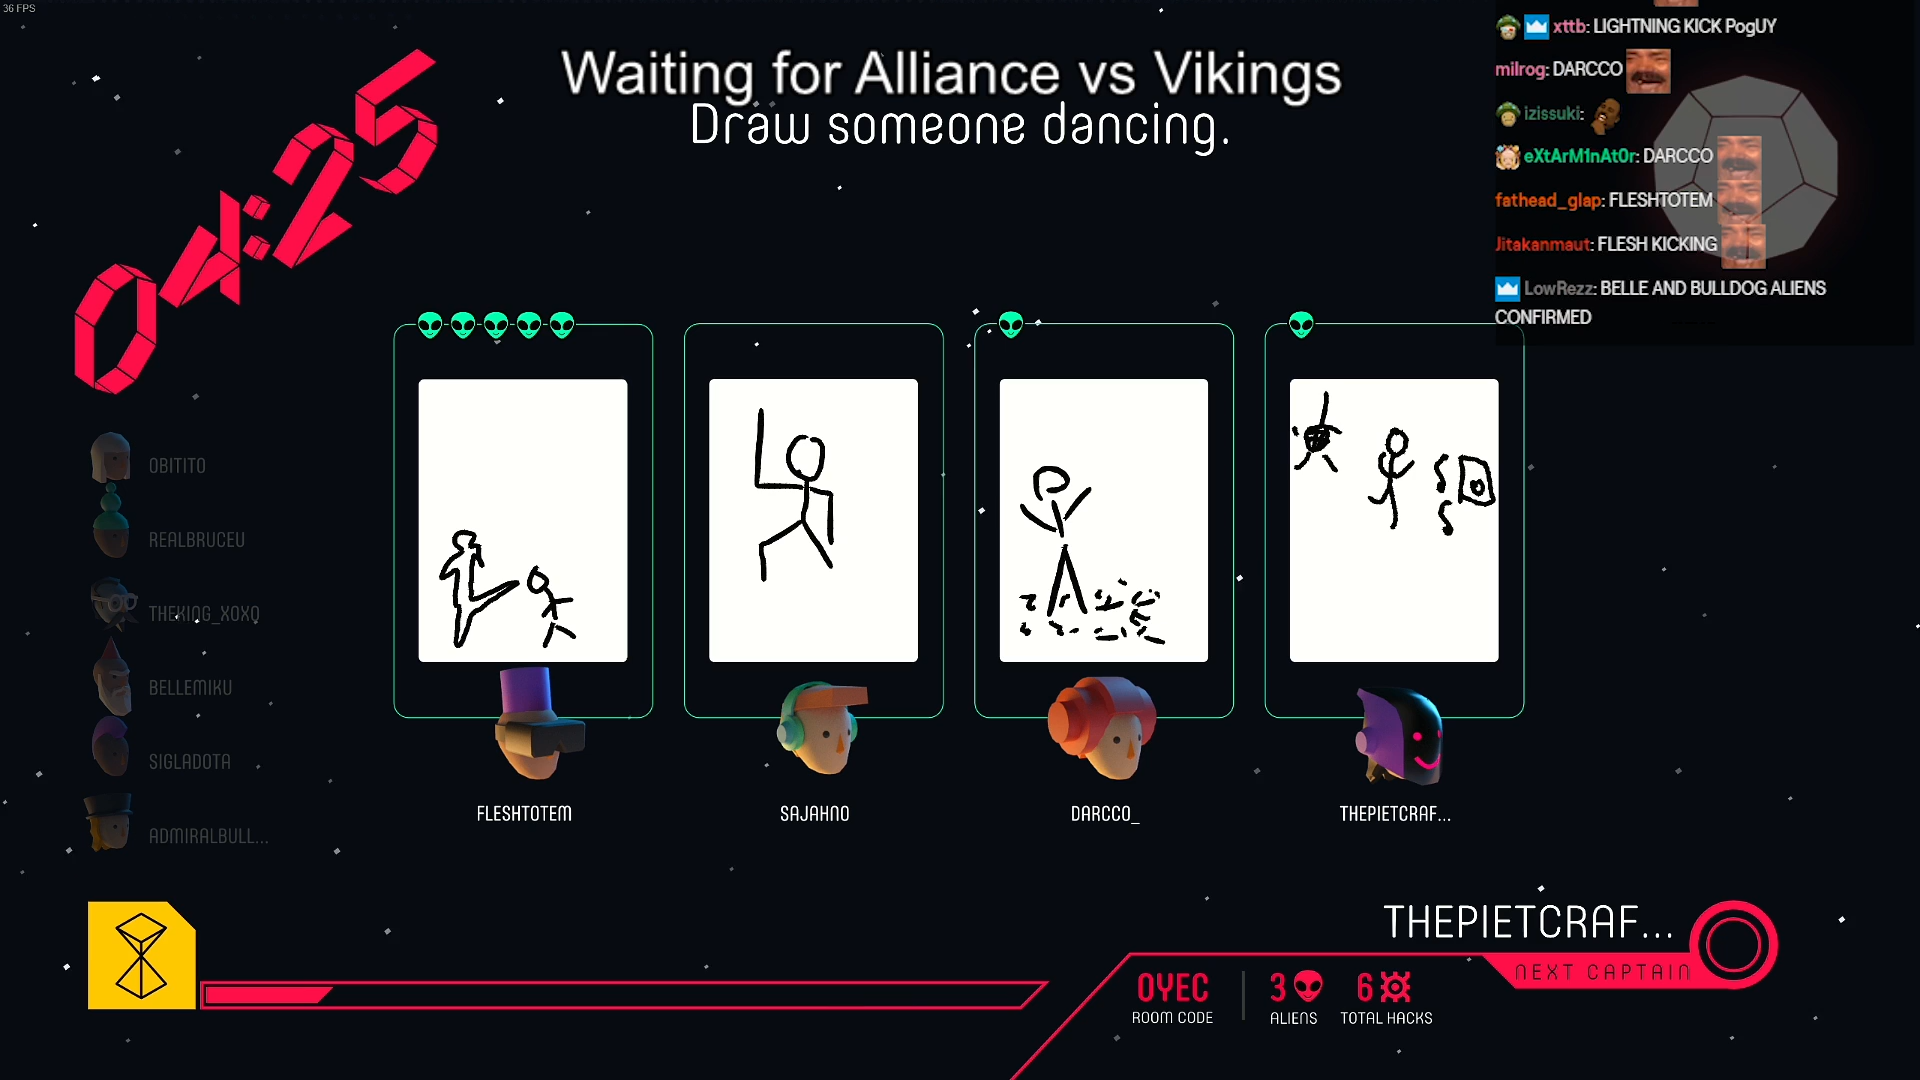 36 FPS
Waiting for Alliance vs Vikings
Draw someone dancing.
04:25
xttb: LIGHTNING KICK PogUY
milrog: DARCCO
izissuki:
eXtArM1nAt0r: DARCCO
fathead_glap: FLESHTOTEM
Jitakanmaut: FLESH KICKING
LowRezz: BELLE AND BULLDOG ALIENS
CONFIRMED
OBITITO
REALBRUCEU
THEKING_XOXO
BELLEMIKU
SIGLADOTA
ADMIRALBULL...
FLESHTOTEM
SAJAHNO
DARCCO_
THEPIETCRAF...
THEPIETCRAF...
NEXT CAPTAIN
OYEC
ROOM CODE
3
ALIENS
6
TOTAL HACKS